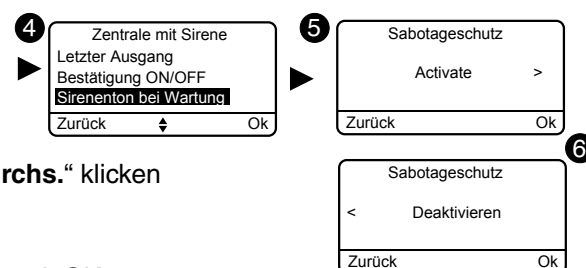 4
Zentrale mit Sirene
Letzter Ausgang
Bestätigung ON/OFF
Sirenenton bei Wartung
Zurück Ok
5
Sabotageschutz
Activate >
Zurück Ok
rchs.“ klicken
6
Sabotageschutz
< Deaktivieren
Zurück Ok